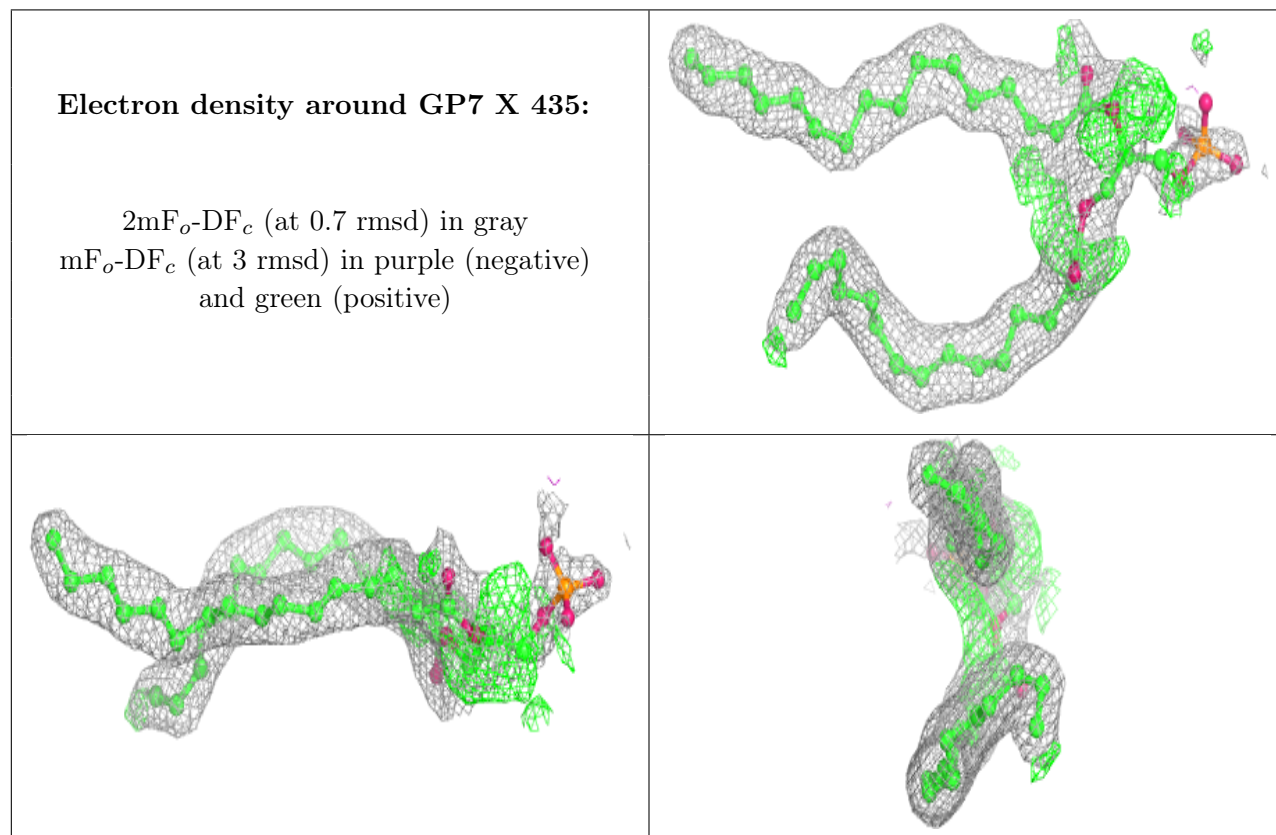 Electron density around GP7 X 435:
2mFₒ-DF𝒸 (at 0.7 rmsd) in gray
mFₒ-DF𝒸 (at 3 rmsd) in purple (negative)
and green (positive)